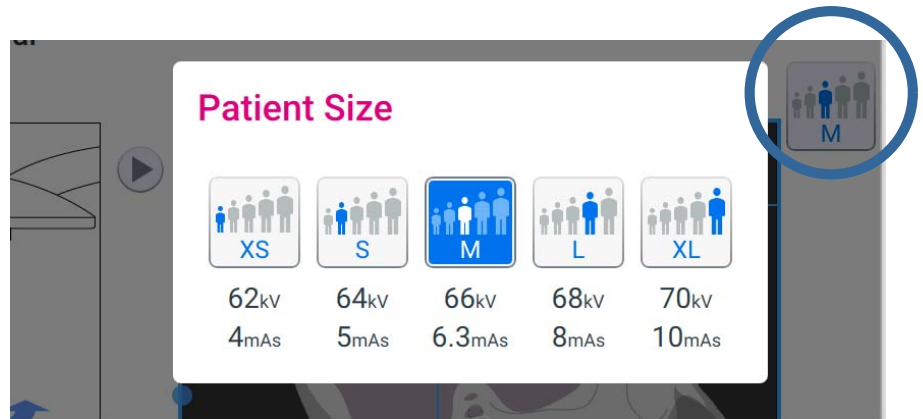 Patient Size
M
XS S M L XL
62kV 64kV 66kV 68kV 70kV
4mAs 5mAs 6.3mAs 8mAs 10mAs